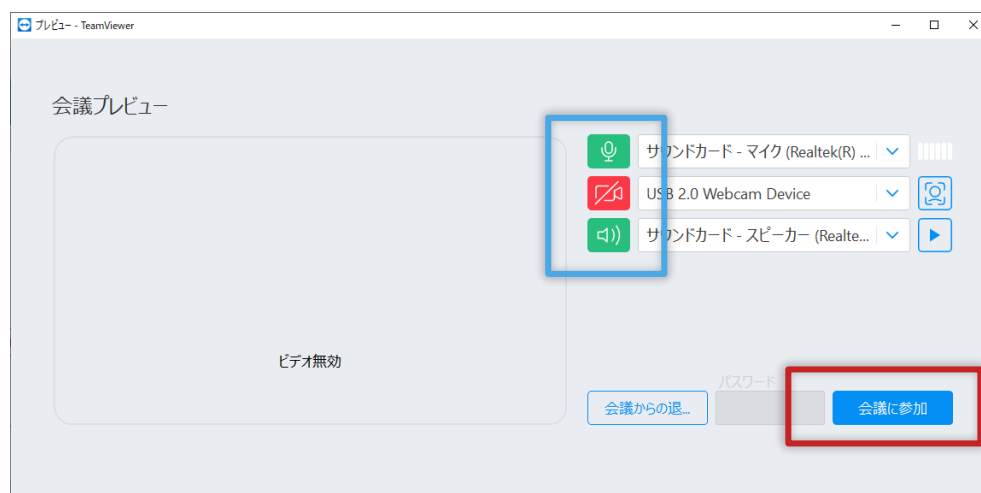 プレビュー - TeamViewer
会議プレビュー
サウンドカード - マイク (Realtek(R) ...
USB 2.0 Webcam Device
サウンドカード - スピーカー (Realte...
ビデオ無効
パスワード
会議からの退...
会議に参加